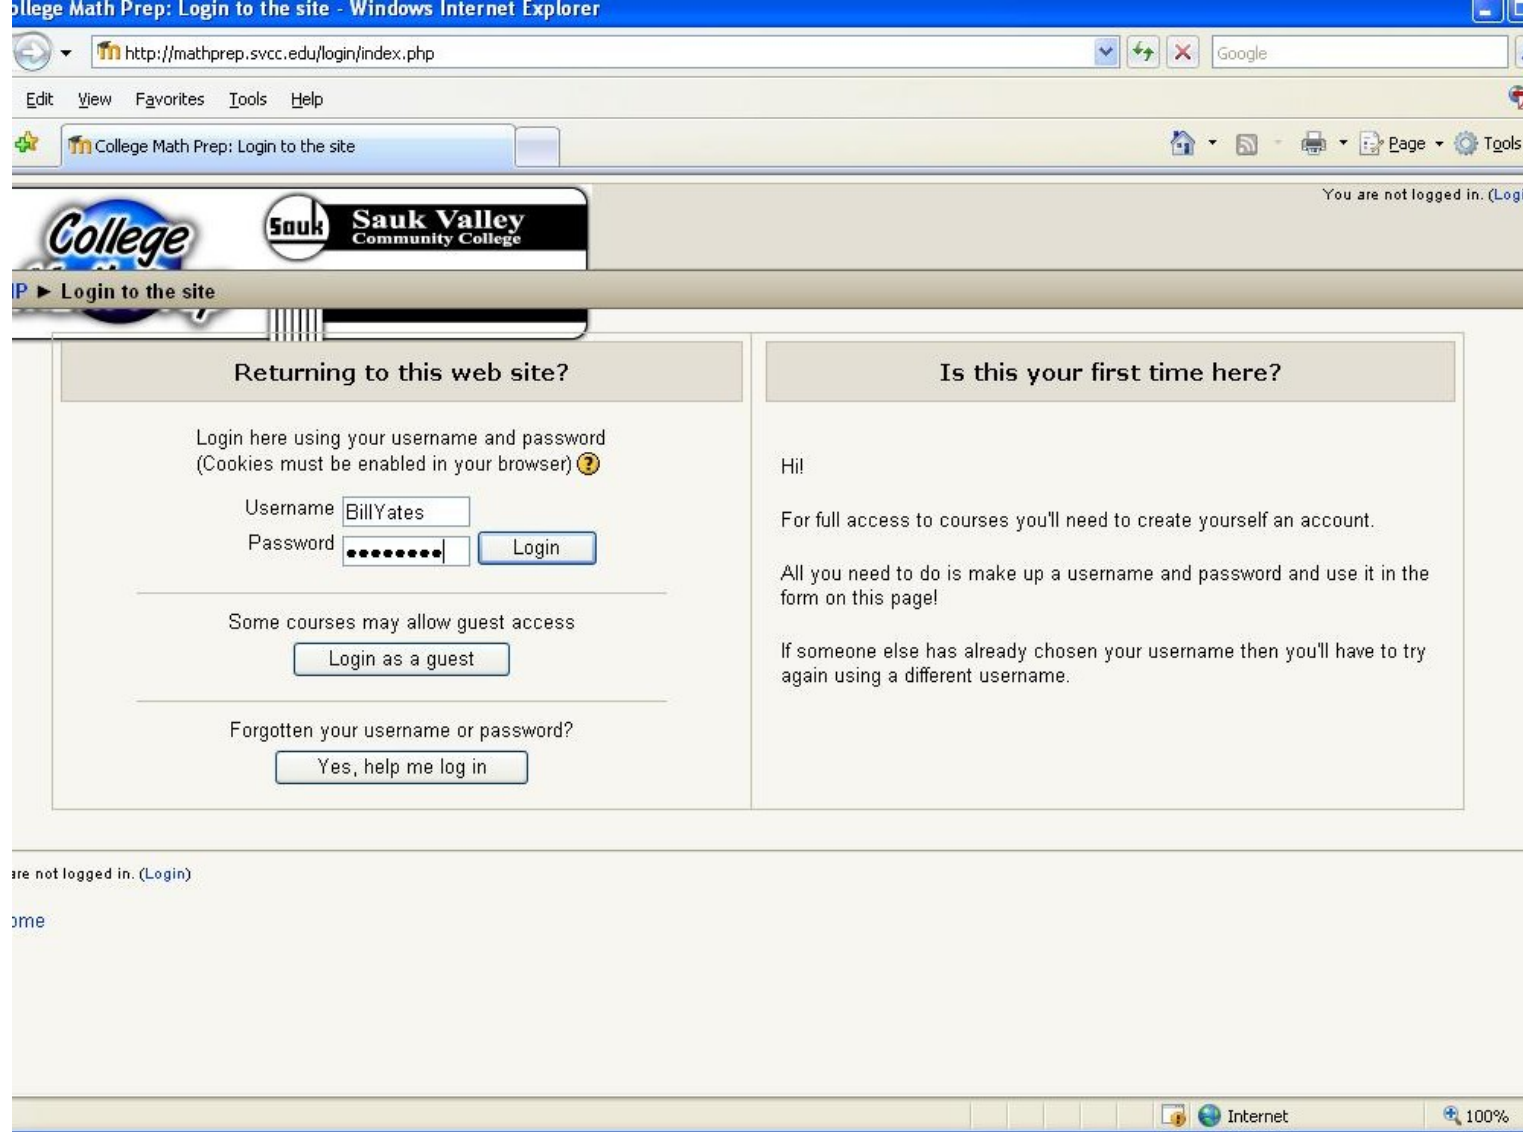 ollege Math Prep: Login to the site - Windows Internet Explorer
http://mathprep.svcc.edu/login/index.php
Google
Edit View Favorites Tools Help
College Math Prep: Login to the site
Page Tools
You are not logged in. (Logi
College
Sauk
Sauk Valley
Community College
IP ► Login to the site
Returning to this web site?
Login here using your username and password
(Cookies must be enabled in your browser) ?
Username BillYates
Password ●●●●●●●● Login
Some courses may allow guest access
Login as a guest
Forgotten your username or password?
Yes, help me log in
Is this your first time here?
Hi!
For full access to courses you'll need to create yourself an account.
All you need to do is make up a username and password and use it in the
form on this page!
If someone else has already chosen your username then you'll have to try
again using a different username.
are not logged in. (Login)
ome
Internet
100%